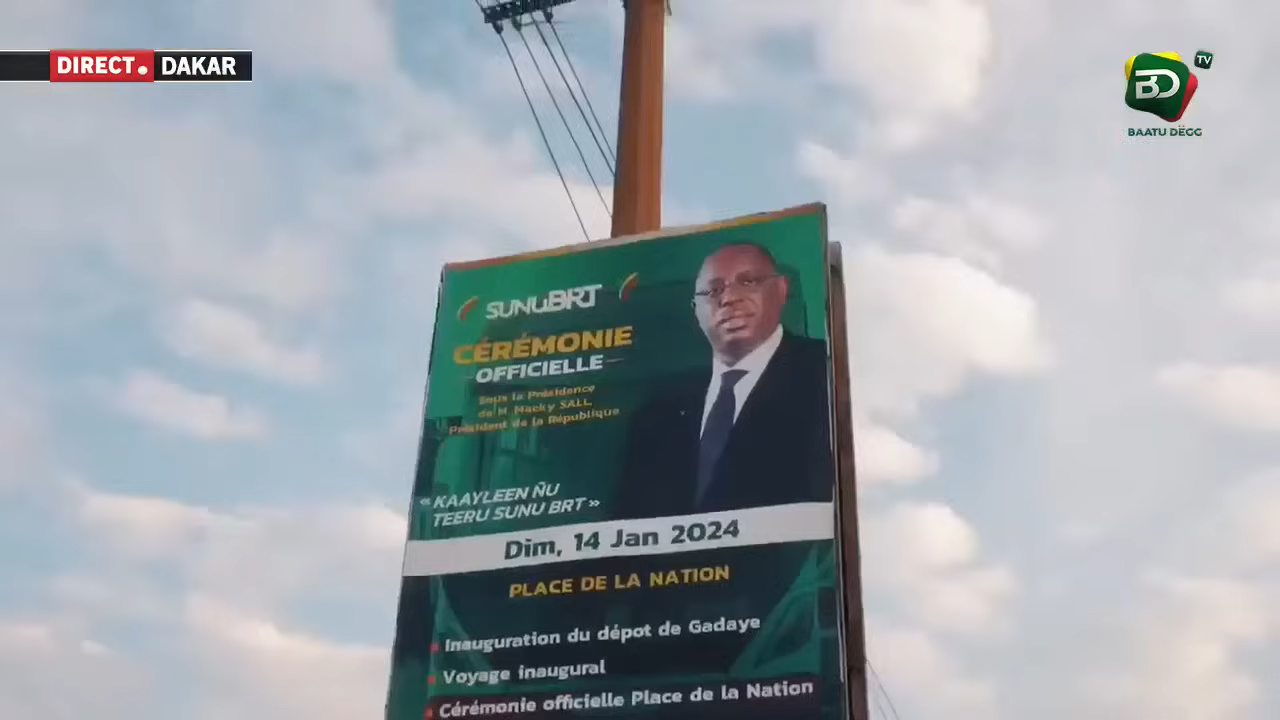 DIRECT. DAKAR
TV
BD
BAATU DËGG
SUNUBRT
CÉRÉMONIE
OFFICIELLE
Sous la Présidence
de M Macky SALL,
Président de la République
« KAAYLEEN ÑU
TEERU SUNU BRT »
Dim, 14 Jan 2024
PLACE DE LA NATION
Inauguration du dépot de Gadaye
Voyage inaugural
Cérémonie officielle Place de la Nation